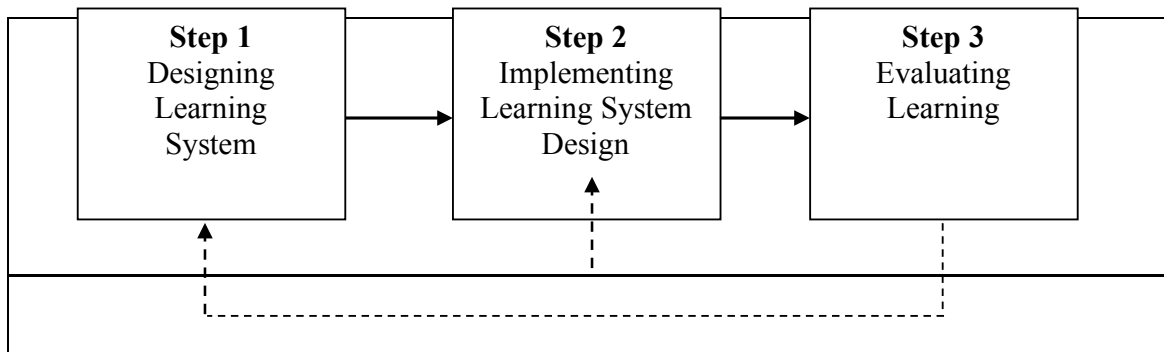 Step 1
Designing
Learning
System
Step 2
Implementing
Learning System
Design
Step 3
Evaluating
Learning